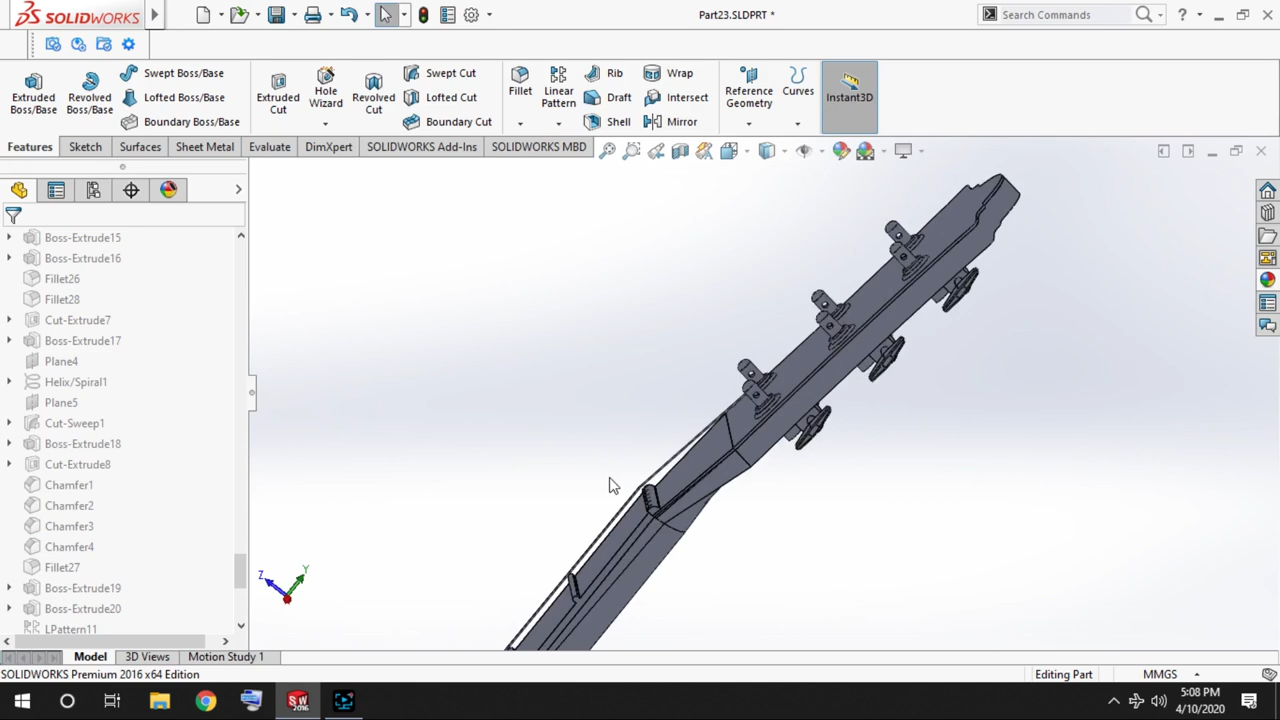 SOLIDWORKS
Part23.SLDPRT *
Search Commands
?
Extruded Boss/Base
Revolved Boss/Base
Swept Boss/Base
Lofted Boss/Base
Boundary Boss/Base
Extruded Cut
Hole Wizard
Revolved Cut
Swept Cut
Lofted Cut
Boundary Cut
Fillet
Linear Pattern
Rib
Draft
Shell
Wrap
Intersect
Mirror
Reference Geometry
Curves
Instant3D
Features
Sketch
Surfaces
Sheet Metal
Evaluate
DimXpert
SOLIDWORKS Add-Ins
SOLIDWORKS MBD
Boss-Extrude15
Boss-Extrude16
Fillet26
Fillet28
Cut-Extrude7
Boss-Extrude17
Plane4
Helix/Spiral1
Plane5
Cut-Sweep1
Boss-Extrude18
Cut-Extrude8
Chamfer1
Chamfer2
Chamfer3
Chamfer4
Fillet27
Boss-Extrude19
Boss-Extrude20
LPattern11
Z
Y
Model
3D Views
Motion Study 1
SOLIDWORKS Premium 2016 x64 Edition
Editing Part
MMGS
SW
2016
5:08 PM
4/10/2020